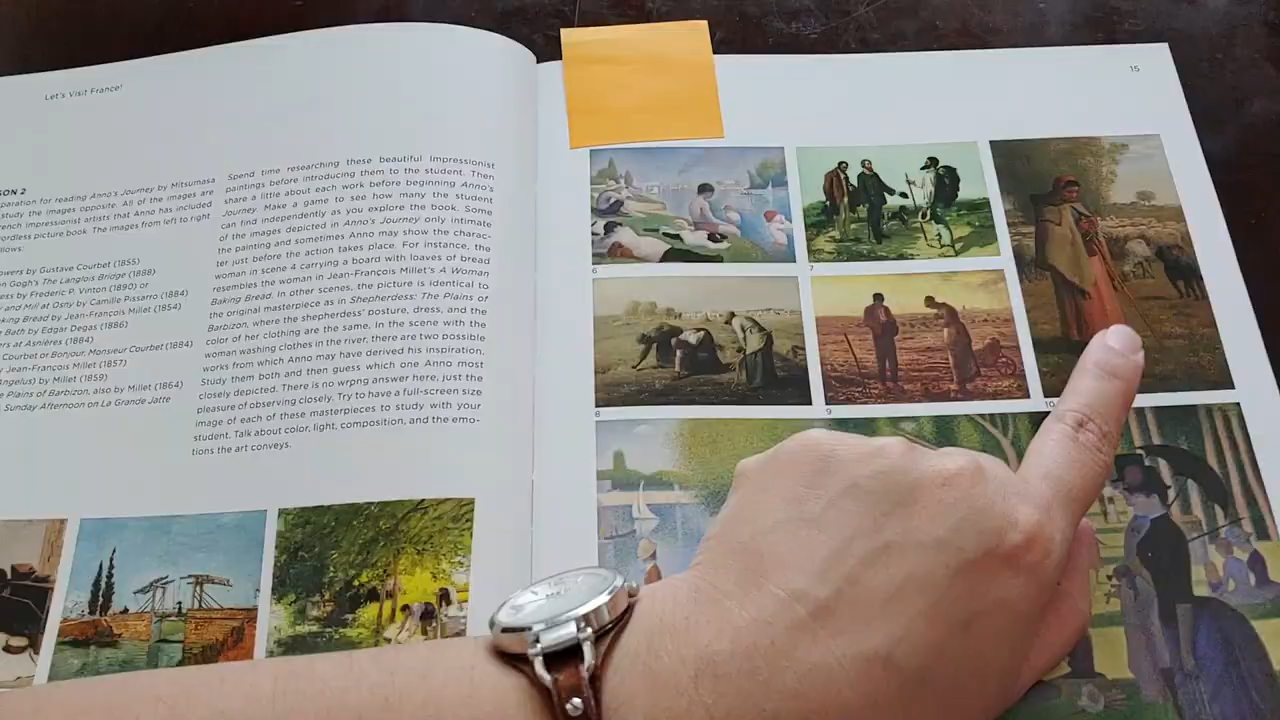 Let's Visit France!
SON 2
paration for reading Anno's Journey by Mitsumasa
study the images opposite. All of the images are
rench impressionist artists that Anno has included
ordless picture book. The images from left to right
llows:
owers by Gustave Courbet (1855)
n Gogh's The Langlois Bridge (1888)
ess by Frederic P. Vinton (1890) or
and Mill at Osny by Camille Pissarro (1884)
king Bread by Jean-François Millet (1854)
e Bath by Edgar Degas (1886)
ers at Asnières (1884)
Courbet or Bonjour, Monsieur Courbet (1884)
y Jean-François Millet (1857)
Angelus) by Millet (1859)
e Plains of Barbizon, also by Millet (1864)
Sunday Afternoon on La Grande Jatte
Spend time researching these beautiful Impressionist
paintings before introducing them to the student. Then
share a little about each work before beginning Anno's
Journey. Make a game to see how many the student
can find independently as you explore the book. Some
of the images depicted in Anno's Journey only intimate
the painting and sometimes Anno may show the charac-
ter just before the action takes place. For instance, the
woman in scene 4 carrying a board with loaves of bread
resembles the woman in Jean-François Millet's A Woman
Baking Bread. In other scenes, the picture is identical to
the original masterpiece as in Shepherdess: The Plains of
Barbizon, where the shepherdess' posture, dress, and the
color of her clothing are the same. In the scene with the
woman washing clothes in the river, there are two possible
works from which Anno may have derived his inspiration.
Study them both and then guess which one Anno most
closely depicted. There is no wrpng answer here, just the
pleasure of observing closely. Try to have a full-screen size
image of each of these masterpieces to study with your
student. Talk about color, light, composition, and the emo-
tions the art conveys.
15
6
7
8
9
10